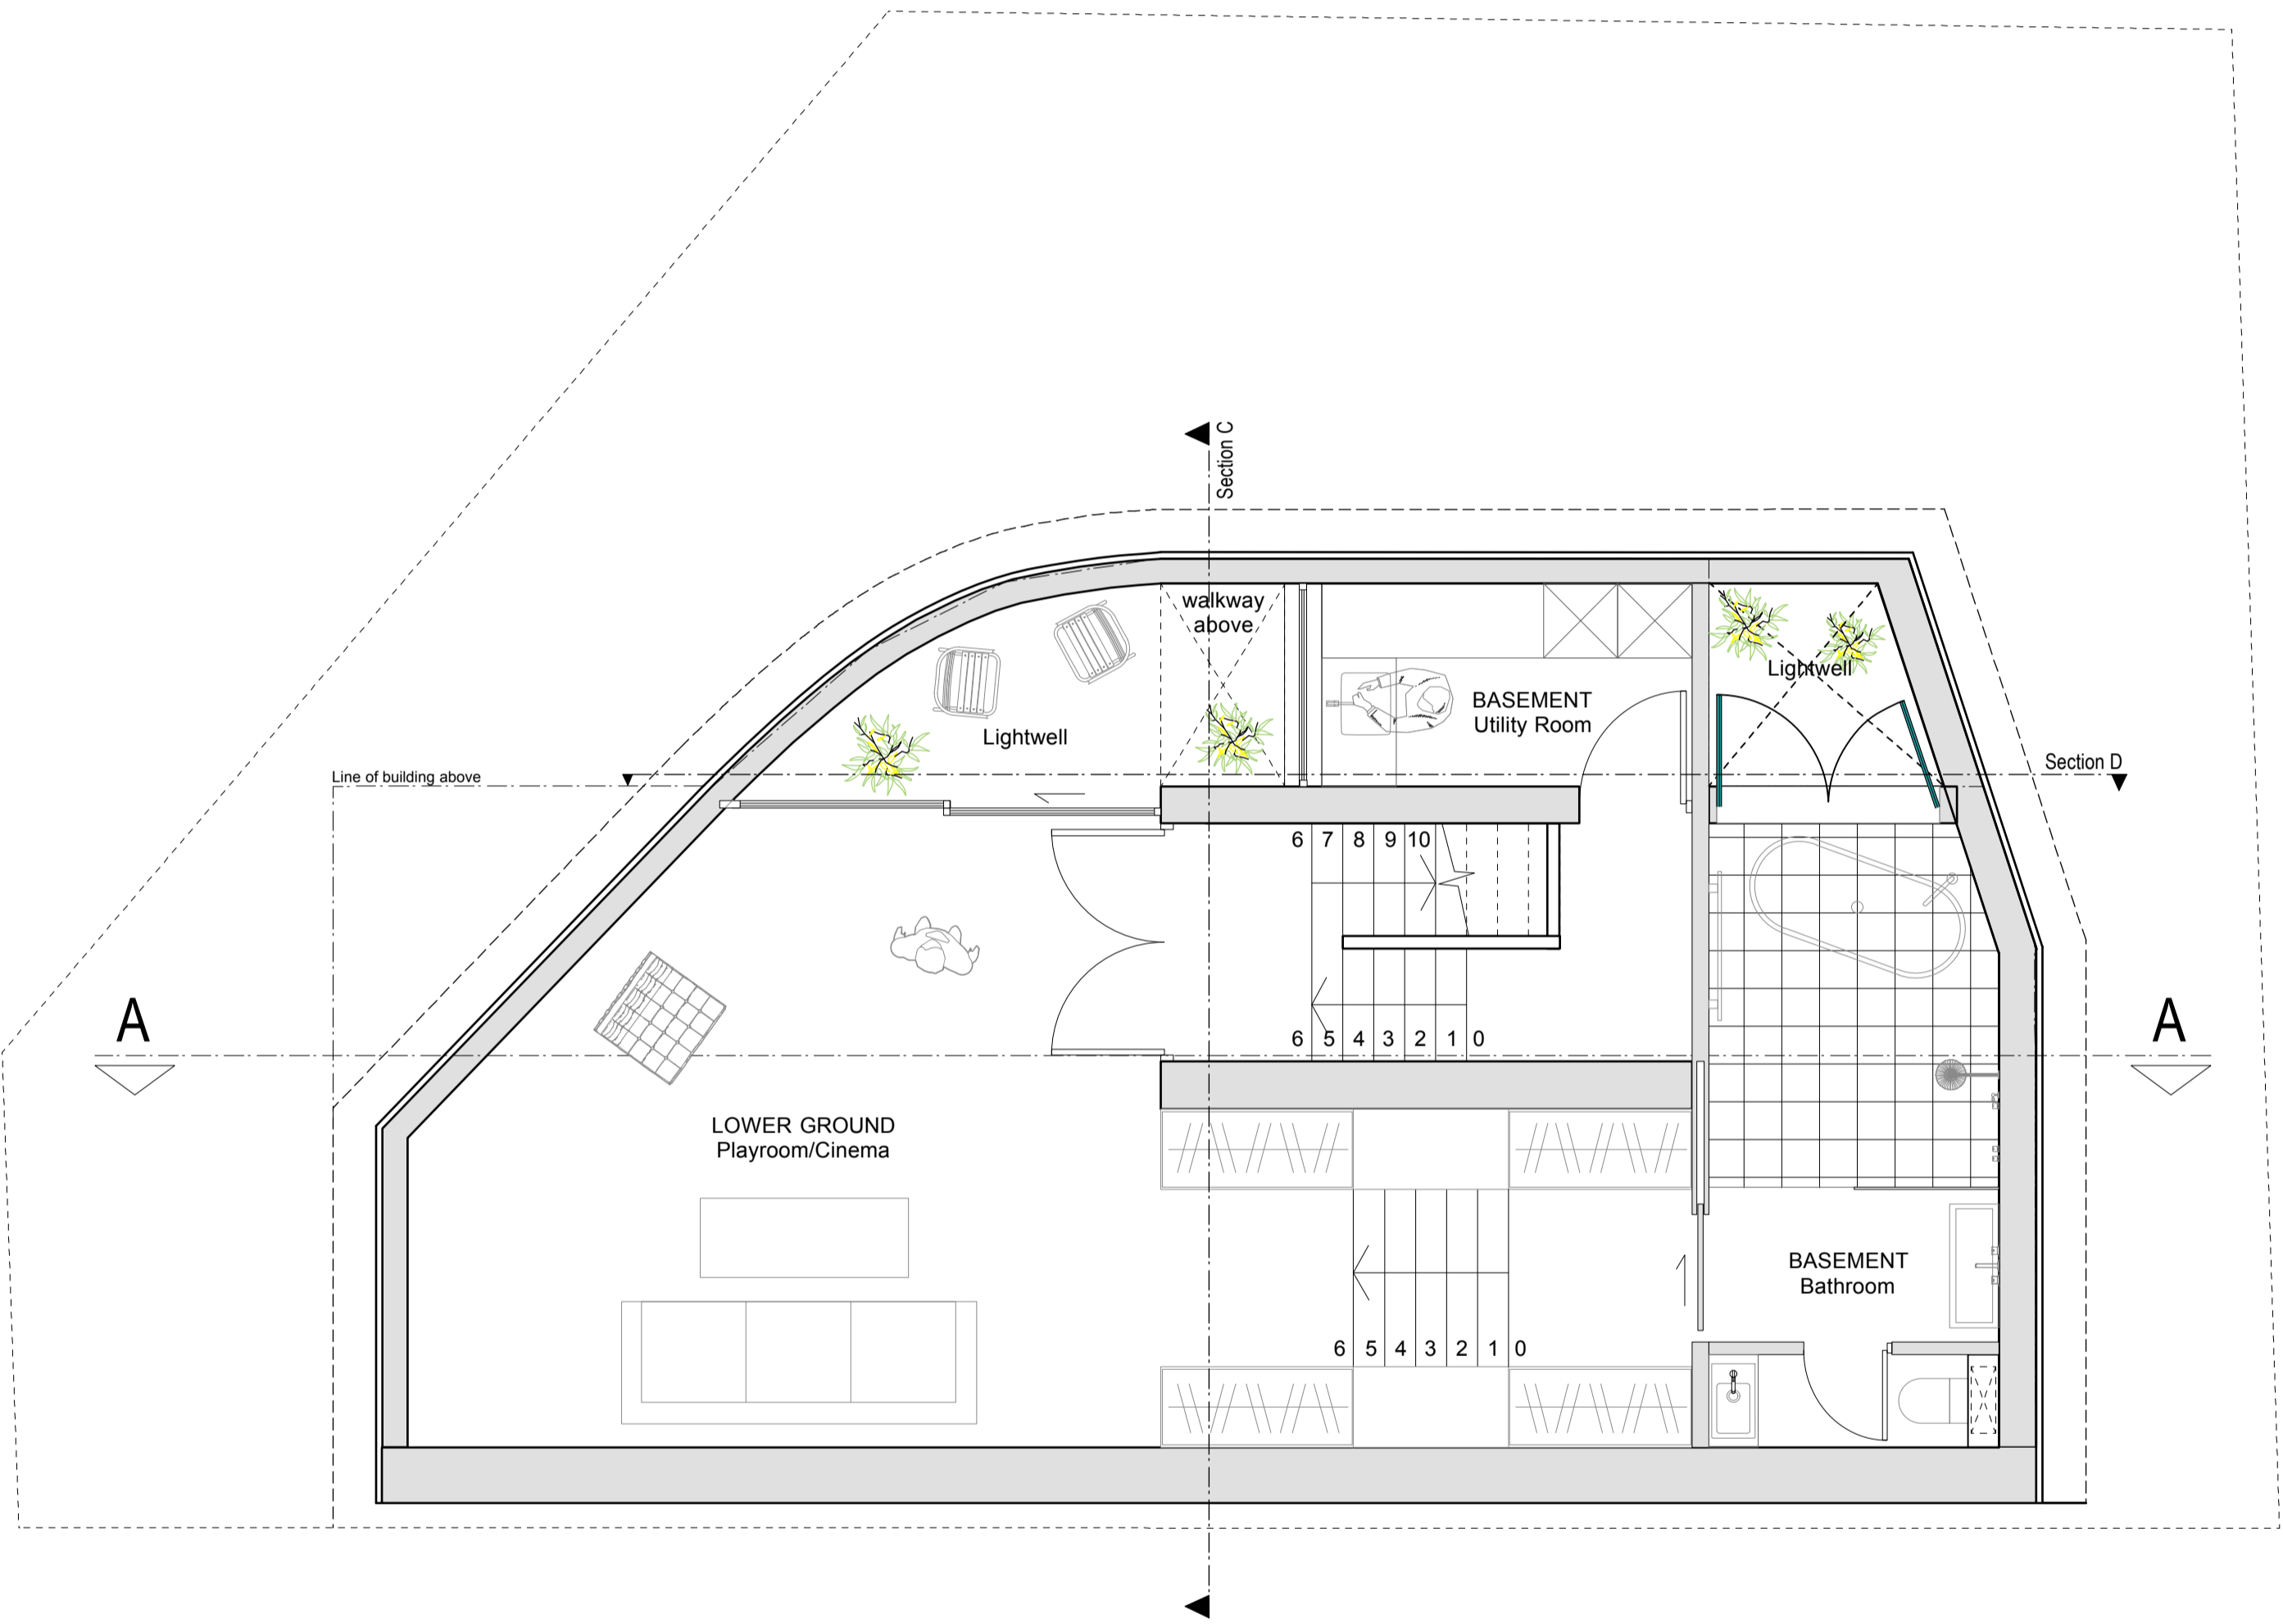 Section C
walkway
above
Lightwell
BASEMENT
Utility Room
Lightwell
Line of building above
Section D
6 7 8 9 10
A
A
6 5 4 3 2 1 0
LOWER GROUND
Playroom/Cinema
BASEMENT
Bathroom
6 5 4 3 2 1 0